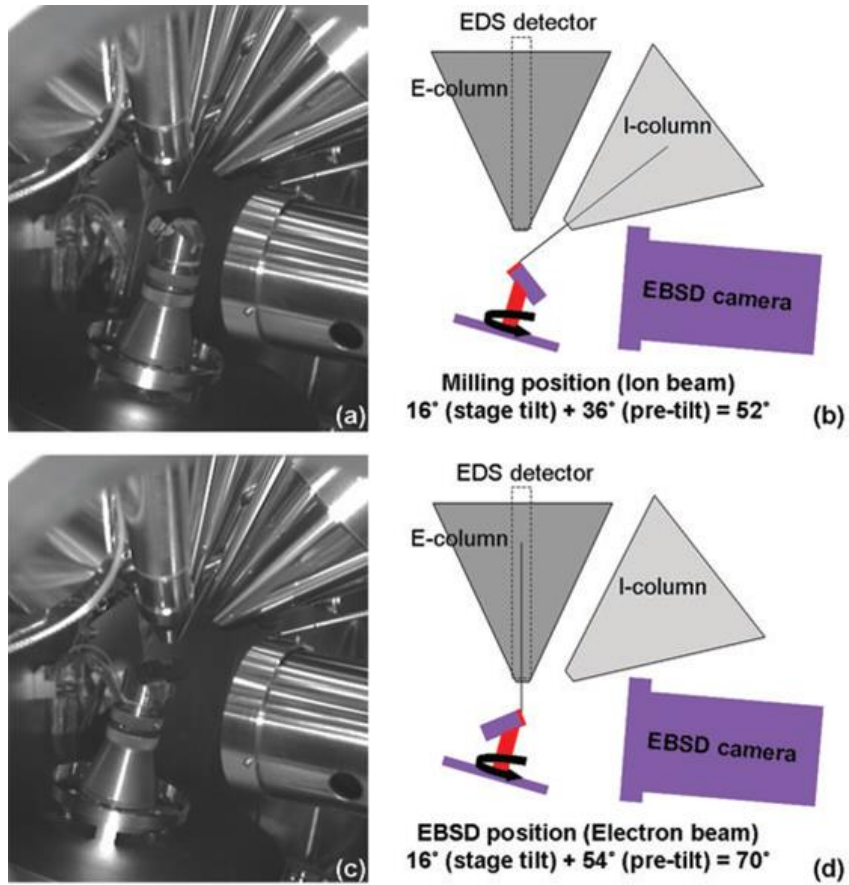 EDS detector
E-column
I-column
EBSD camera
Milling position (Ion beam)
16° (stage tilt) + 36° (pre-tilt) = 52°
(a)
(b)
EDS detector
E-column
I-column
EBSD camera
EBSD position (Electron beam)
16° (stage tilt) + 54° (pre-tilt) = 70°
(c)
(d)